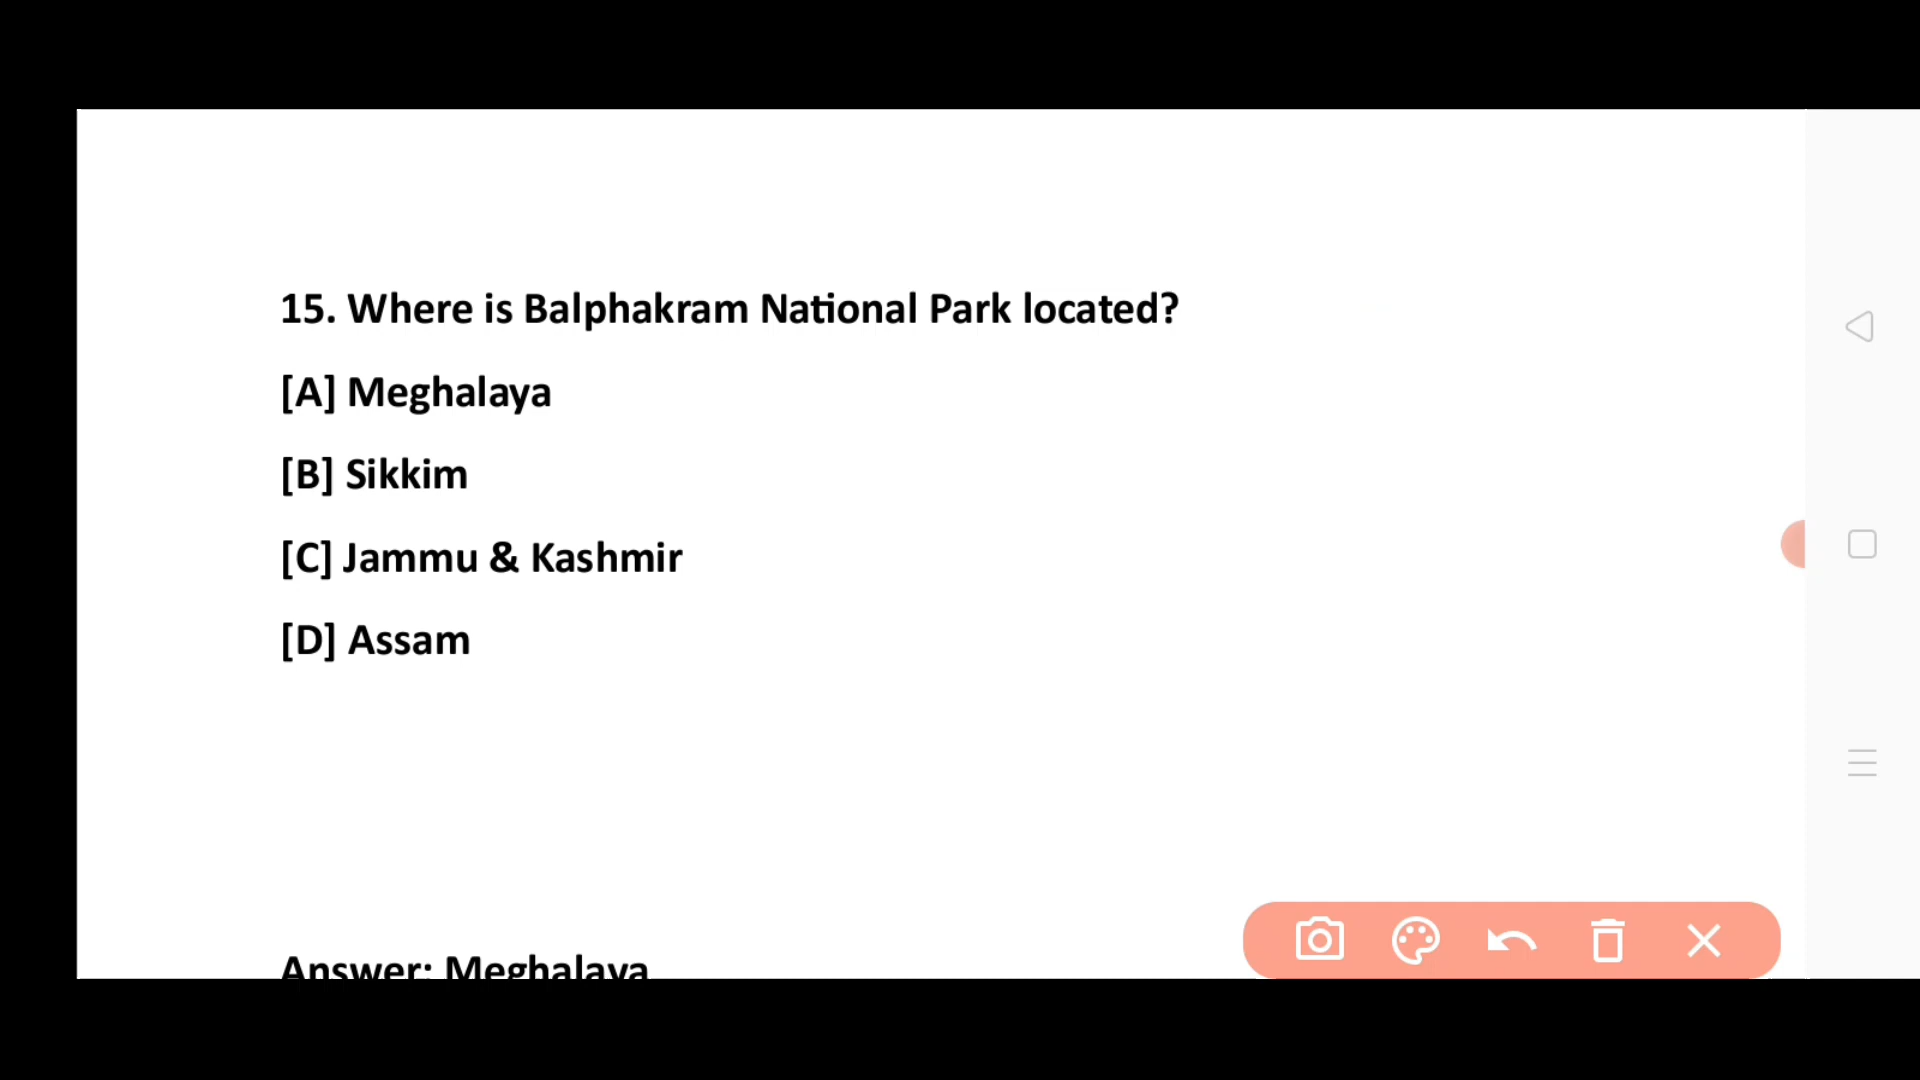 15. Where is Balphakram National Park located?
[A] Meghalaya
[B] Sikkim
[C] Jammu & Kashmir
[D] Assam
Answer: Meghalaya